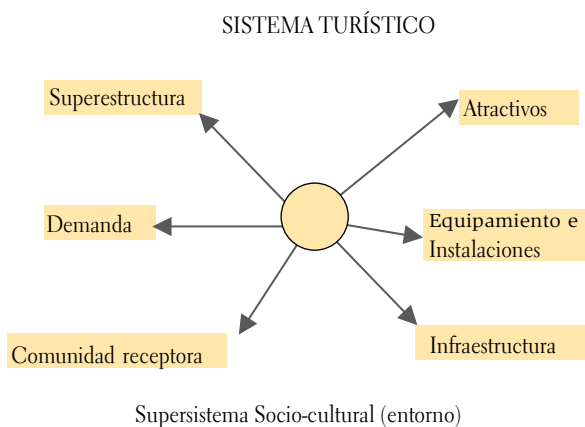 SISTEMA TURÍSTICO
Superestructura
Atractivos
Demanda
Equipamiento e
Instalaciones
Comunidad receptora
Infraestructura
Supersistema Socio-cultural (entorno)